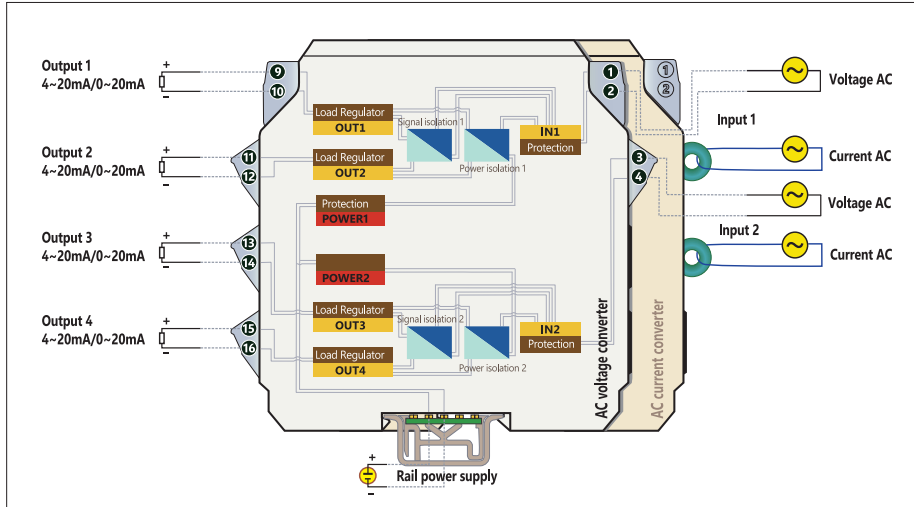 Output 1
4~20mA/0~20mA
+
−
9
10
Output 2
4~20mA/0~20mA
+
−
11
12
Output 3
4~20mA/0~20mA
+
−
13
14
Output 4
4~20mA/0~20mA
+
−
15
16
Load Regulator
OUT1
Load Regulator
OUT2
Signal isolation 1
Power isolation 1
IN1
Protection
Protection
POWER1
POWER2
Load Regulator
OUT3
Load Regulator
OUT4
Signal isolation 2
Power isolation 2
IN2
Protection
1
2
3
4
1
2
AC voltage converter
AC current converter
Voltage AC
Input 1
Current AC
Voltage AC
Input 2
Current AC
+
−
Rail power supply